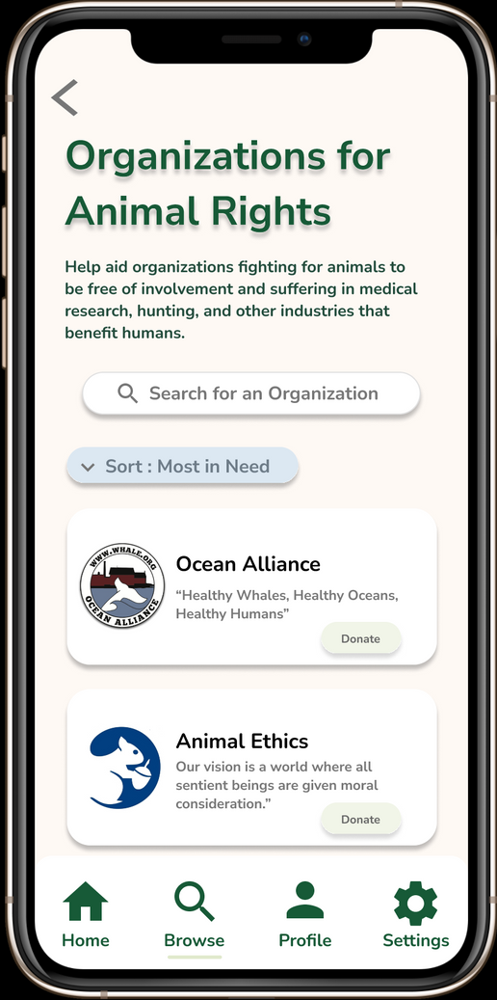 Organizations for
Animal Rights
Help aid organizations fighting for animals to
be free of involvement and suffering in medical
research, hunting, and other industries that
benefit humans.
Search for an Organization
Sort : Most in Need
WWW.WHALE.ORG
OCEAN ALLIANCE
Ocean Alliance
“Healthy Whales, Healthy Oceans,
Healthy Humans”
Donate
Animal Ethics
Our vision is a world where all
sentient beings are given moral
consideration.”
Donate
Home
Browse
Profile
Settings